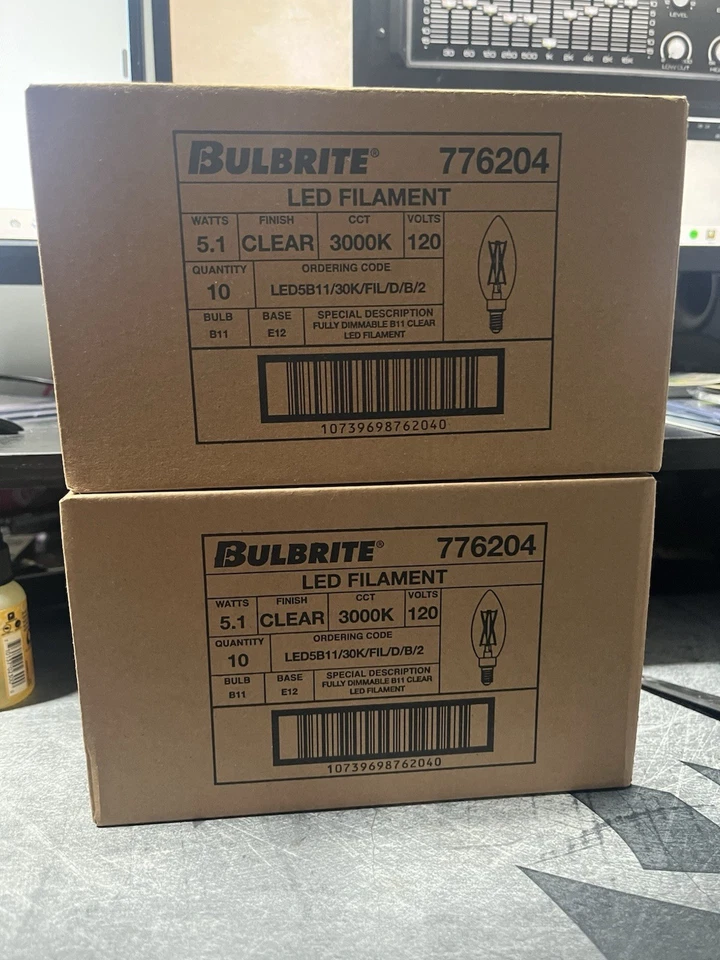 LEVEL
LOW CUT
BULBRITE® 776204
LED FILAMENT
WATTS FINISH CCT VOLTS
5.1 CLEAR 3000K 120
QUANTITY ORDERING CODE
10 LED5B11/30K/FIL/D/B/2
BULB BASE SPECIAL DESCRIPTION
B11 E12 FULLY DIMMABLE B11 CLEAR
LED FILAMENT
10739698762040
BULBRITE® 776204
LED FILAMENT
WATTS FINISH CCT VOLTS
5.1 CLEAR 3000K 120
QUANTITY ORDERING CODE
10 LED5B11/30K/FIL/D/B/2
BULB BASE SPECIAL DESCRIPTION
B11 E12 FULLY DIMMABLE B11 CLEAR
LED FILAMENT
10739698762040